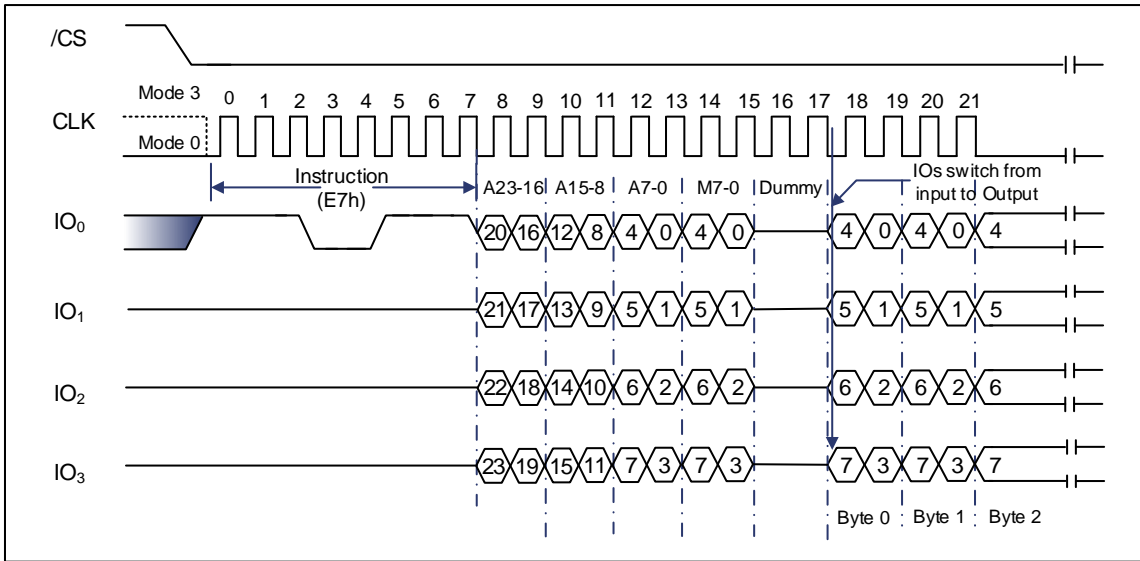 /CS
Mode 3 0 1 2 3 4 5 6 7 8 9 10 11 12 13 14 15 16 17 18 19 20 21
CLK
Mode 0
Instruction
(E7h)
A23-16 A15-8 A7-0 M7-0 Dummy
IOs switch from
input to Output
IO0 20 16 12 8 4 0 4 0 4 0 4 0 4
IO1 21 17 13 9 5 1 5 1 5 1 5 1 5
IO2 22 18 14 10 6 2 6 2 6 2 6 2 6
IO3 23 19 15 11 7 3 7 3 7 3 7 3 7
Byte 0 Byte 1 Byte 2